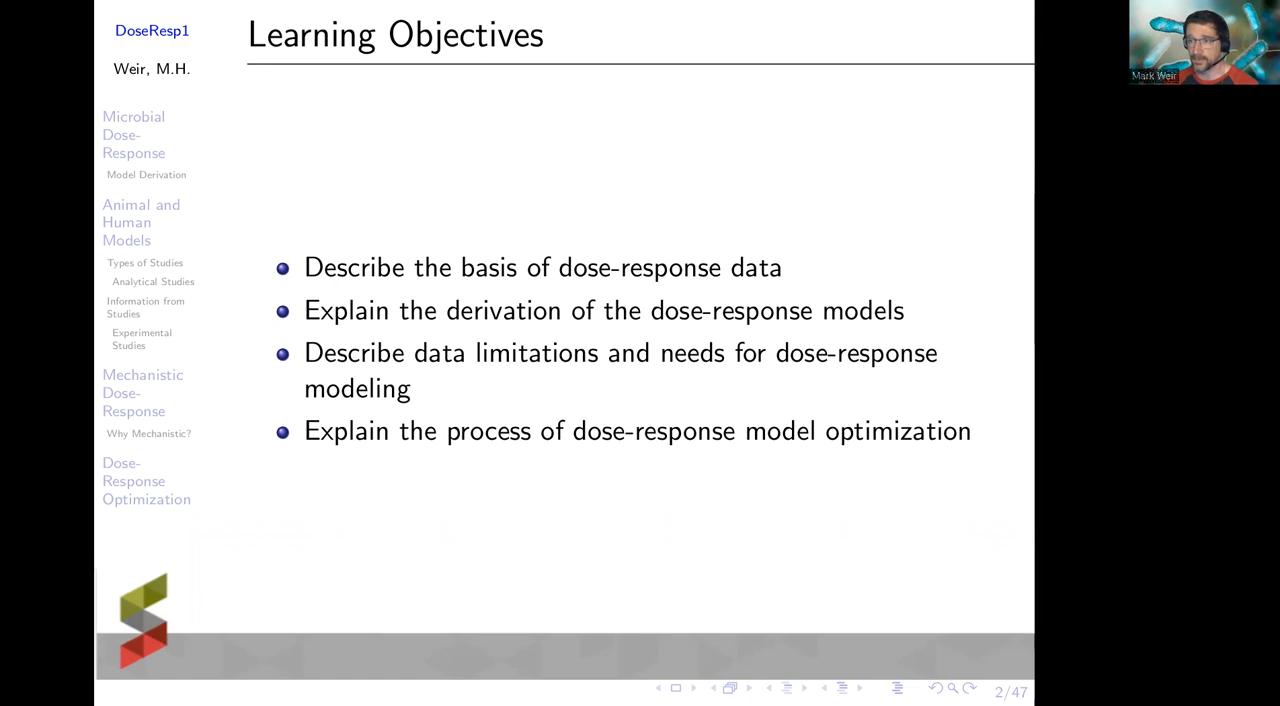 DoseResp1
Weir, M.H.
Microbial
Dose-
Response
Model Derivation
Animal and
Human
Models
Types of Studies
Analytical Studies
Information from
Studies
Experimental
Studies
Mechanistic
Dose-
Response
Why Mechanistic?
Dose-
Response
Optimization
Learning Objectives
Describe the basis of dose-response data
Explain the derivation of the dose-response models
Describe data limitations and needs for dose-response
modeling
Explain the process of dose-response model optimization
2/47
Mark Weir